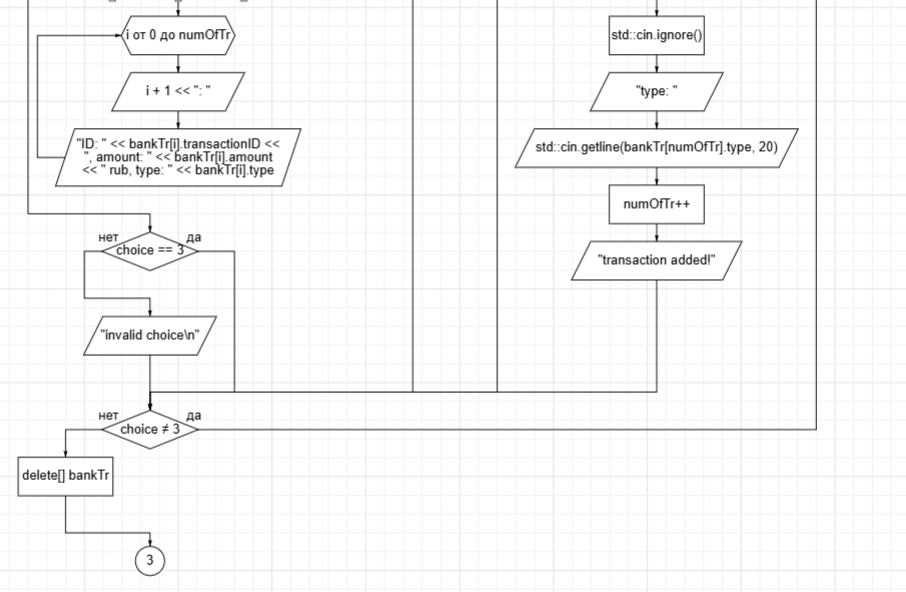 i от 0 до numOfTr
i + 1 << ": "
"ID: " << bankTr[i].transactionID <<
", amount: " << bankTr[i].amount
<< " rub, type: " << bankTr[i].type
нет
да
choice == 3
"invalid choice\n"
нет
да
choice ≠ 3
delete[] bankTr
3
std::cin.ignore()
"type: "
std::cin.getline(bankTr[numOfTr].type, 20)
numOfTr++
"transaction added!"